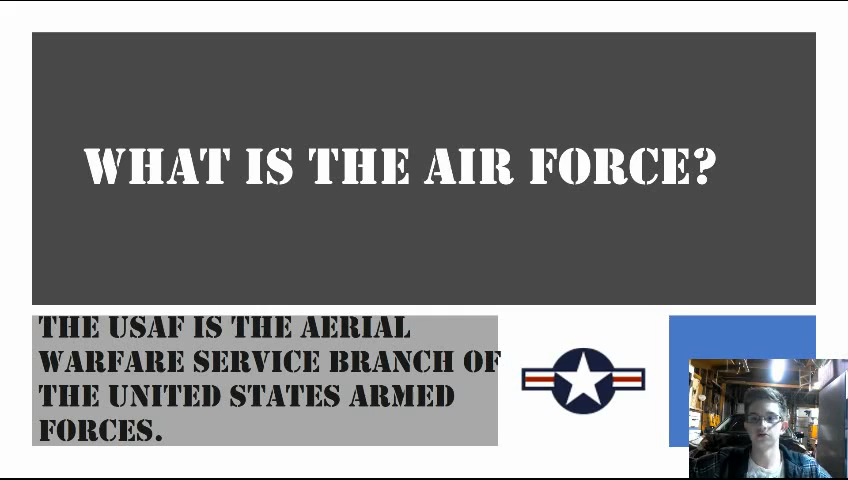 WHAT IS THE AIR FORCE?
THE USAF IS THE AERIAL
WARFARE SERVICE BRANCH OF
THE UNITED STATES ARMED
FORCES.